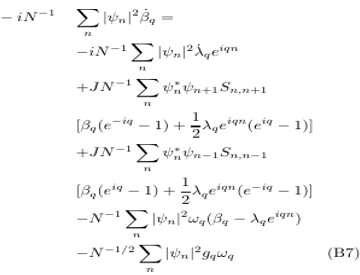 − iN^{−1} ∑_n |ψ_n|² β̇_q =
−iN^{−1} ∑_n |ψ_n|² λ̇_q e^{iqn}
+JN^{−1} ∑_n ψ_n^* ψ_{n+1} S_{n,n+1}
[β_q(e^{−iq} − 1) + \frac{1}{2} λ_q e^{iqn}(e^{iq} − 1)]
+JN^{−1} ∑_n ψ_n^* ψ_{n−1} S_{n,n−1}
[β_q(e^{iq} − 1) + \frac{1}{2} λ_q e^{iqn}(e^{−iq} − 1)]
−N^{−1} ∑_n |ψ_n|² ω_q(β_q − λ_q e^{iqn})
−N^{−1/2} ∑_n |ψ_n|² g_q ω_q (B7)